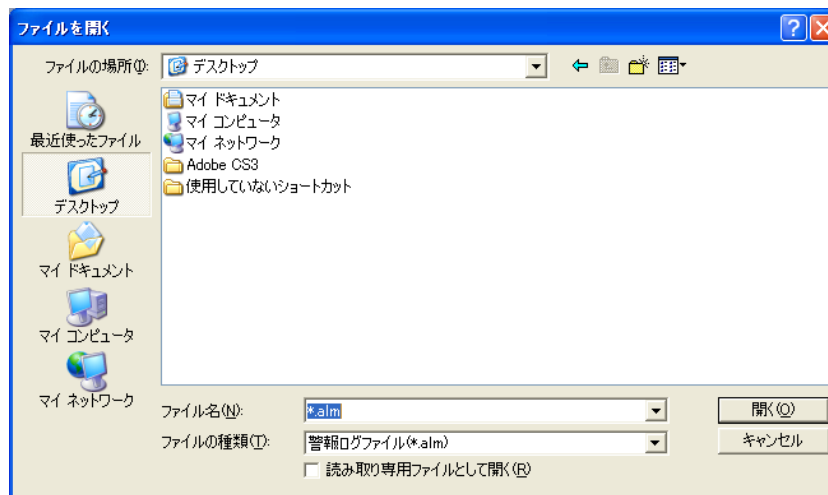 ファイルを開く
ファイルの場所(I): デスクトップ
最近使ったファイル
デスクトップ
マイ ドキュメント
マイ コンピュータ
マイ ネットワーク
マイ ドキュメント
マイ コンピュータ
マイ ネットワーク
Adobe CS3
使用していないショートカット
ファイル名(N): *.alm 開く(O)
ファイルの種類(T): 警報ログファイル(*.alm) キャンセル
読み取り専用ファイルとして開く(R)